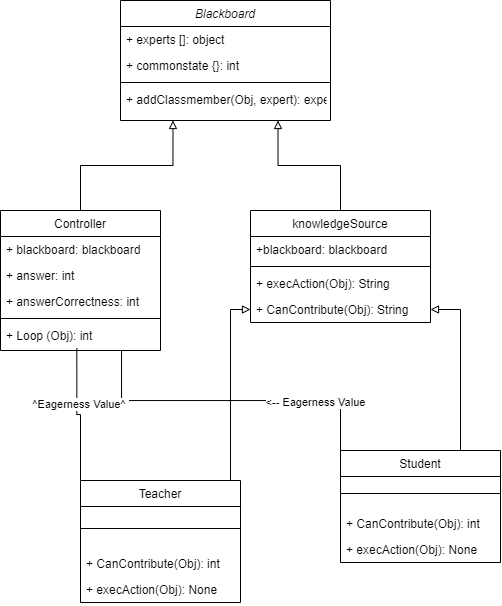 Blackboard
+ experts []: object
+ commonstate {}: int
+ addClassmember(Obj, expert): expe
Controller
+ blackboard: blackboard
+ answer: int
+ answerCorrectness: int
+ Loop (Obj): int
knowledgeSource
+blackboard: blackboard
+ execAction(Obj): String
+ CanContribute(Obj): String
^Eagerness Value^
<-- Eagerness Value
Teacher
+ CanContribute(Obj): int
+ execAction(Obj): None
Student
+ CanContribute(Obj): int
+ execAction(Obj): None